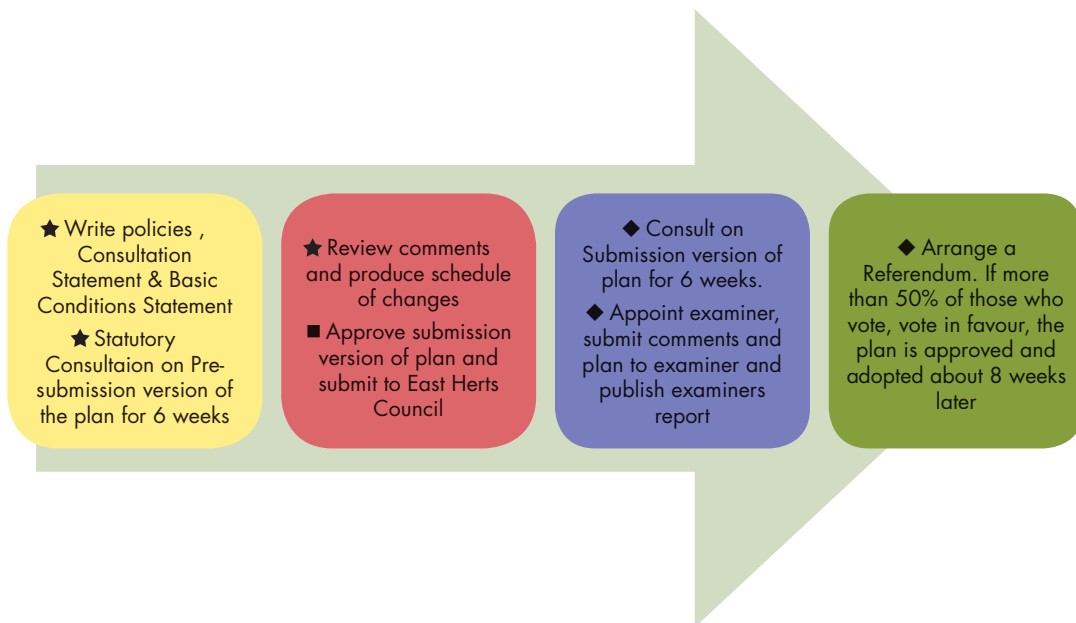 ★ Write policies ,
Consultation
Statement & Basic
Conditions Statement
★ Statutory
Consultaion on Pre-
submission version of
the plan for 6 weeks
★ Review comments
and produce schedule
of changes
■ Approve submission
version of plan and
submit to East Herts
Council
◆ Consult on
Submission version of
plan for 6 weeks.
◆ Appoint examiner,
submit comments and
plan to examiner and
publish examiners
report
◆ Arrange a
Referendum. If more
than 50% of those who
vote, vote in favour, the
plan is approved and
adopted about 8 weeks
later